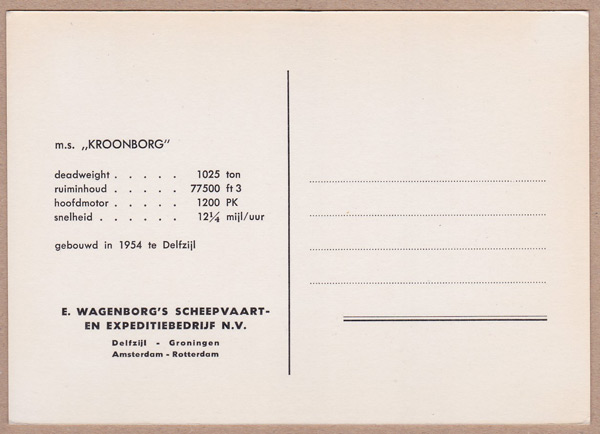 m.s. „KROONBORG”
deadweight . . . . . 1025 ton
ruiminhoud . . . . . 77500 ft 3
hoofdmotor . . . . . 1200 PK
snelheid . . . . . . 12¼ mijl/uur
gebouwd in 1954 te Delfzijl
E. WAGENBORG'S SCHEEPVAART-
EN EXPEDITIEBEDRIJF N.V.
Delfzijl - Groningen
Amsterdam - Rotterdam